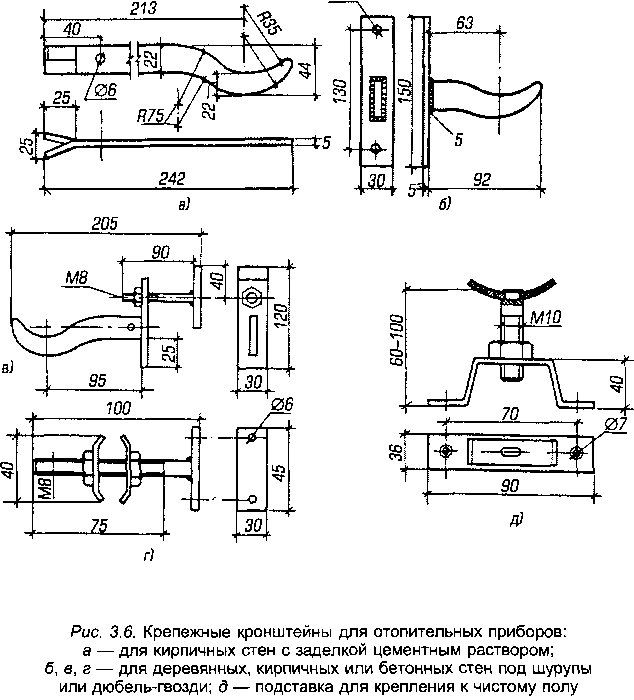 213
40
R35
22
44
Ø6
22
R75
25
25
5
242
а)
130
30
150
63
5
5
92
б)
205
90
M8
40
120
25
95
30
в)
100
Ø6
40
M8
45
75
30
г)
60–100
M10
40
70
Ø7
36
90
д)
Рис. 3.6. Крепежные кронштейны для отопительных приборов:
а — для кирпичных стен с заделкой цементным раствором;
б, в, г — для деревянных, кирпичных или бетонных стен под шурупы
или дюбель-гвозди; д — подставка для крепления к чистому полу